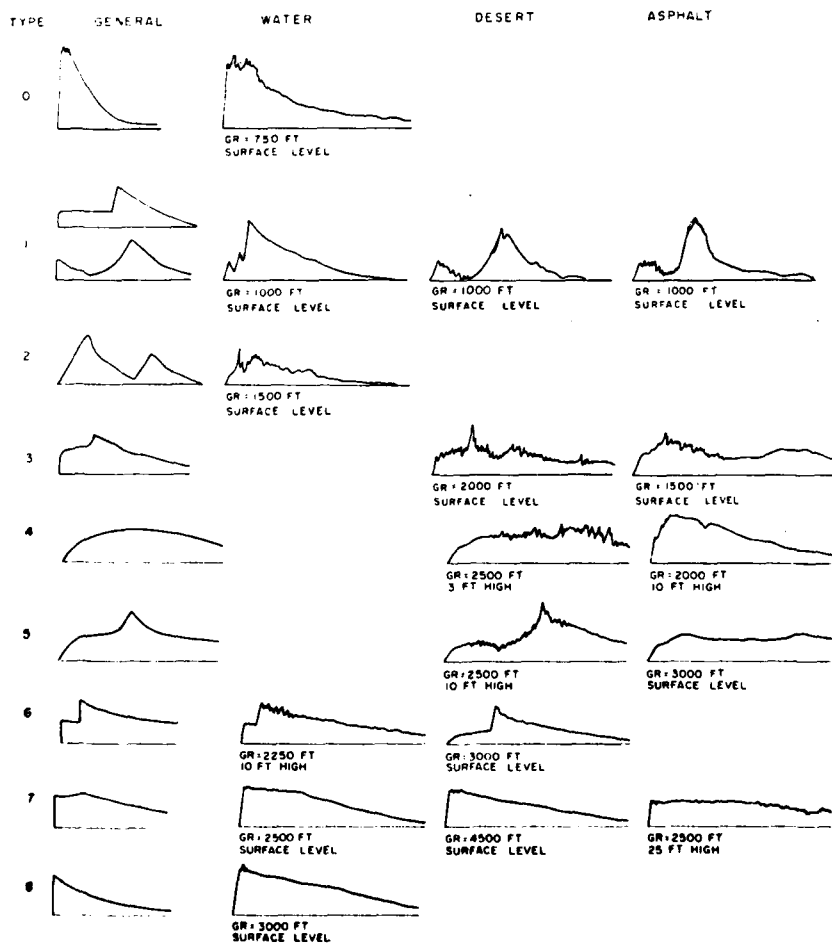 TYPE GENERAL WATER DESERT ASPHALT
0
GR = 750 FT
SURFACE LEVEL
1
GR = 1000 FT GR = 1000 FT GR = 1000 FT
SURFACE LEVEL SURFACE LEVEL SURFACE LEVEL
2
GR = 1500 FT
SURFACE LEVEL
3
GR = 2000 FT GR = 1500 FT
SURFACE LEVEL SURFACE LEVEL
4
GR = 2500 FT GR = 2000 FT
3 FT HIGH 10 FT HIGH
5
GR = 2500 FT GR = 3000 FT
10 FT HIGH SURFACE LEVEL
6
GR = 2250 FT GR = 3000 FT
10 FT HIGH SURFACE LEVEL
7
GR = 2500 FT GR = 4500 FT GR = 2500 FT
SURFACE LEVEL SURFACE LEVEL 25 FT HIGH
8
GR = 3000 FT
SURFACE LEVEL